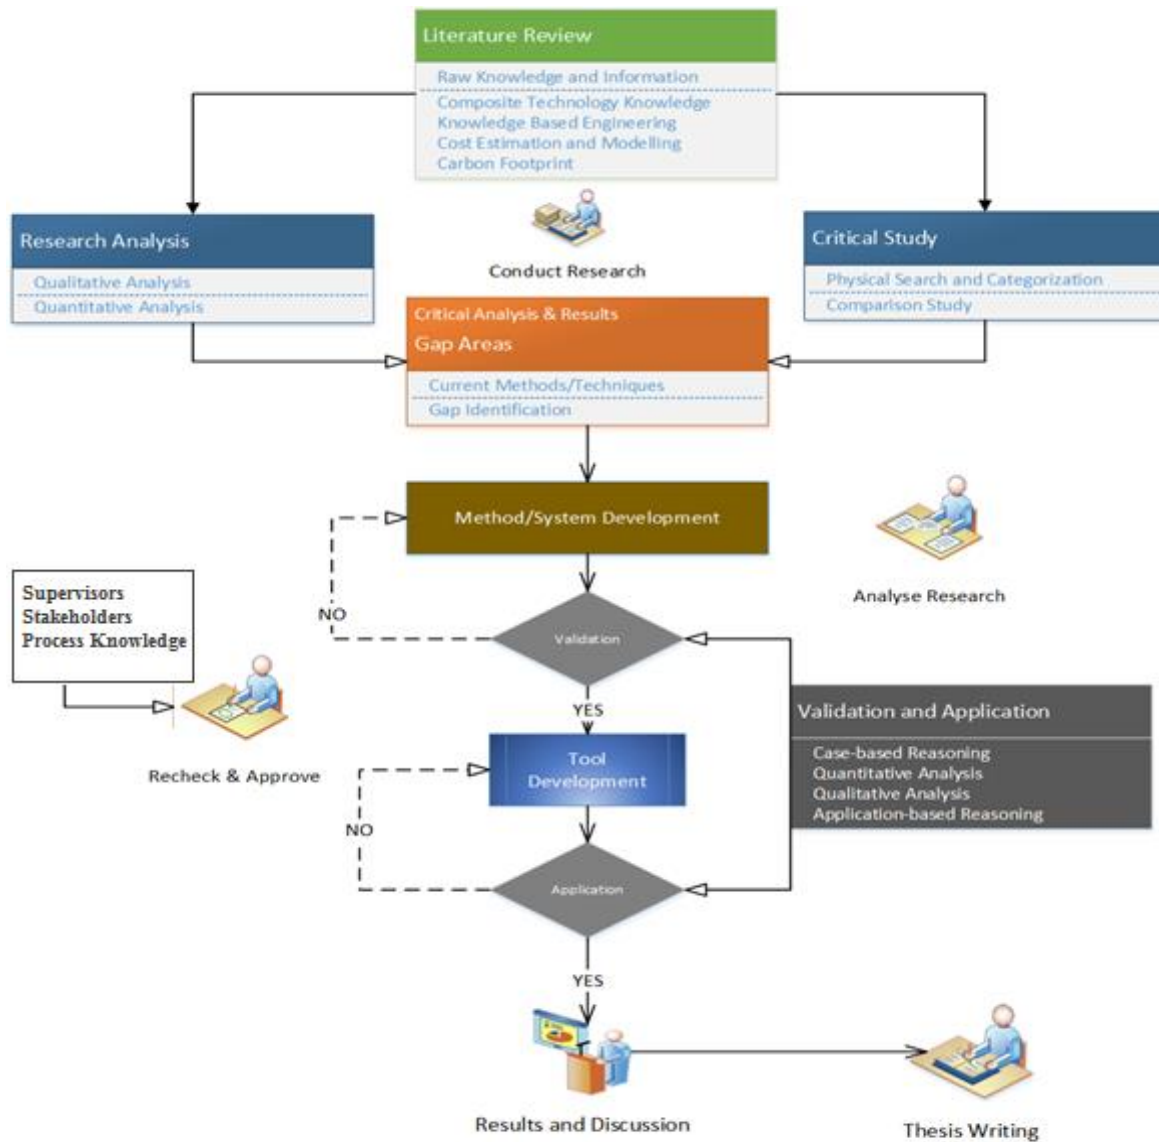 Literature Review
Raw Knowledge and Information
Composite Technology Knowledge
Knowledge Based Engineering
Cost Estimation and Modelling
Carbon Footprint
Research Analysis
Qualitative Analysis
Quantitative Analysis
Conduct Research
Critical Study
Physical Search and Categorization
Comparison Study
Critical Analysis & Results
Gap Areas
Current Methods/Techniques
Gap Identification
Method/System Development
Analyse Research
Supervisors
Stakeholders
Process Knowledge
Recheck & Approve
NO
Validation
YES
Validation and Application
Case-based Reasoning
Quantitative Analysis
Qualitative Analysis
Application-based Reasoning
Tool
Development
NO
Application
YES
Results and Discussion
Thesis Writing